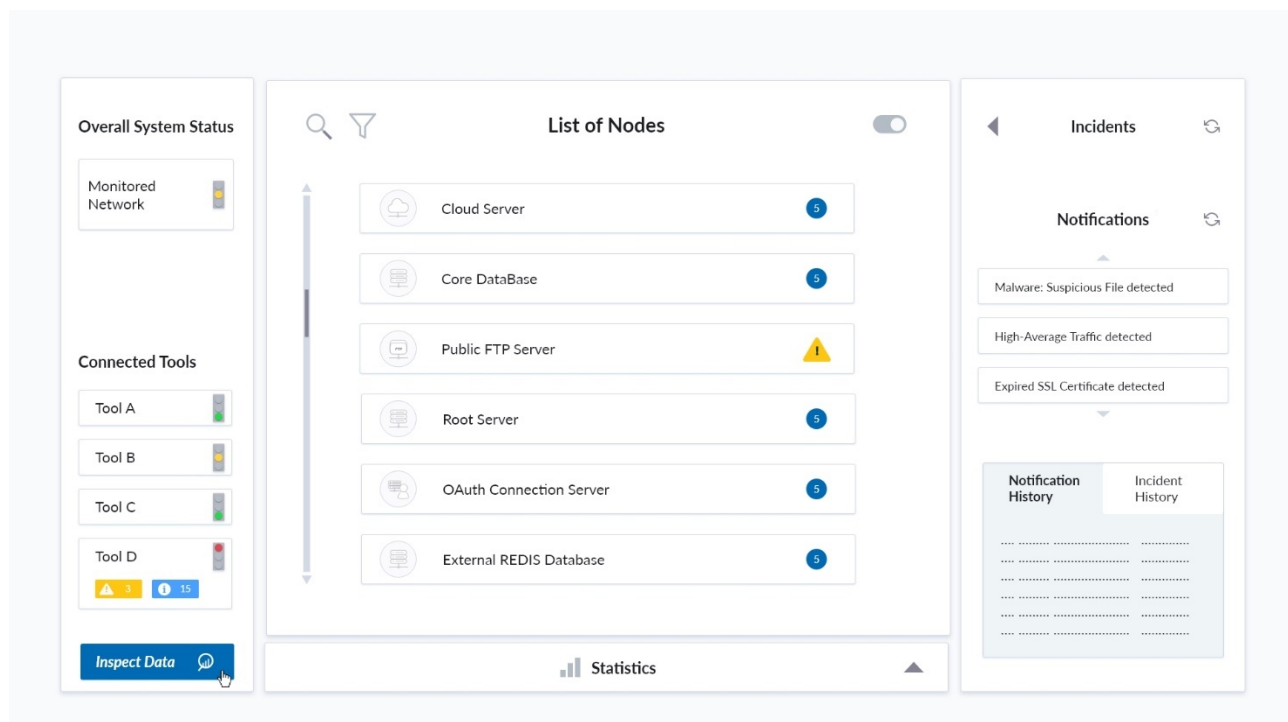 Overall System Status
Monitored
Network
Connected Tools
Tool A
Tool B
Tool C
Tool D
3
15
Inspect Data
List of Nodes
Cloud Server
5
Core DataBase
5
Public FTP Server
!
Root Server
5
OAuth Connection Server
5
External REDIS Database
5
Statistics
Incidents
Notifications
Malware: Suspicious File detected
High-Average Traffic detected
Expired SSL Certificate detected
Notification
History
Incident
History